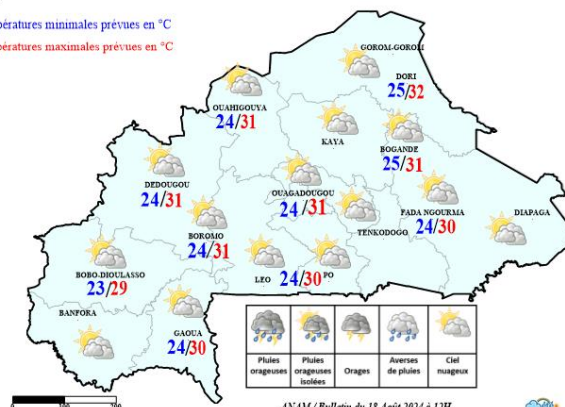 pératures minimales prévues en °C
pératures maximales prévues en °C
GOROM-GOROM
DORI
25/32
OUAHIGOUYA
24/31
KAYA
BOGANDE
25/31
DEDOUGOU
24/31
OUAGADOUGOU
24/31
FADA NGOURMA
24/30
DIAPAGA
TENKODOGO
BOROMO
24/31
BOBO-DIOULASSO
23/29
LEO
24/30
PO
BANFORA
GAOUA
24/30
Pluies orageuses
Pluies orageuses isolées
Orages
Averses de pluies
Ciel nuageux
ANAM / Bulletin du 18 Août 2024 à 12H